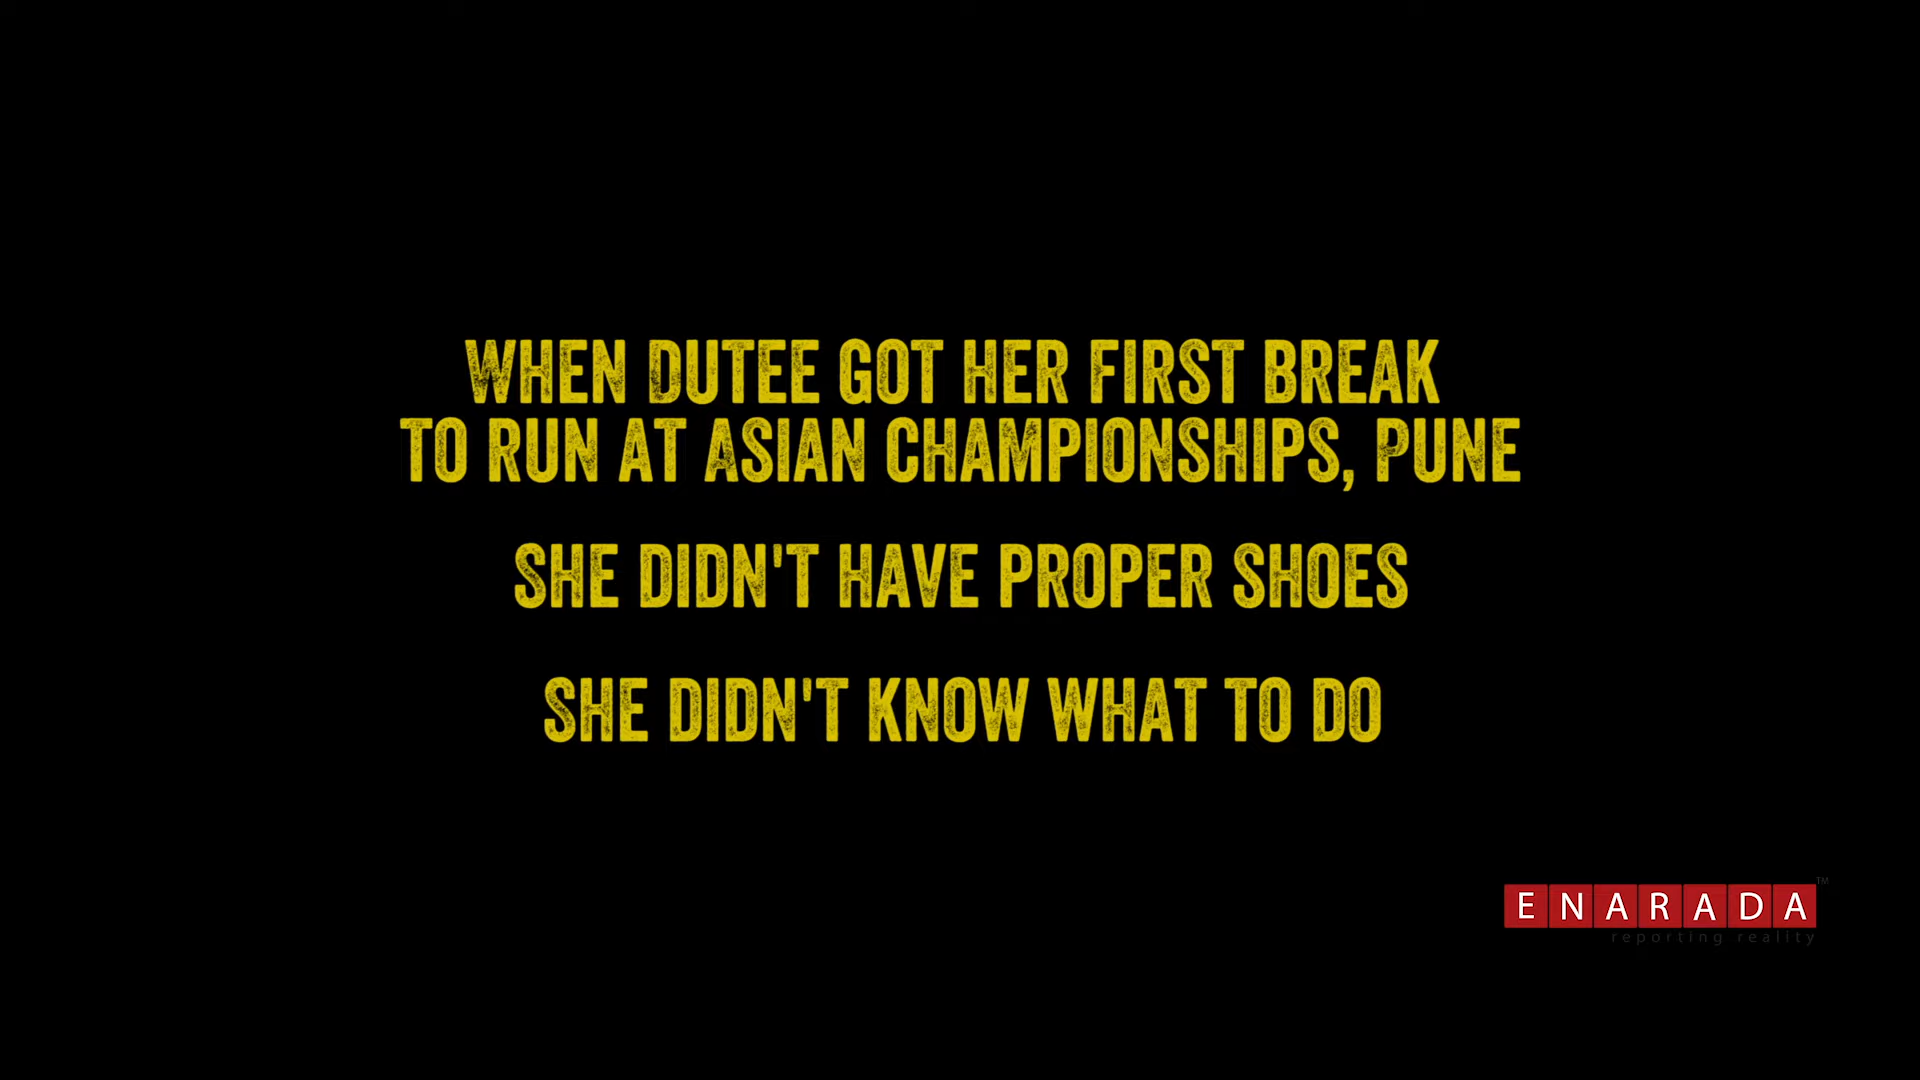 WHEN DUTEE GOT HER FIRST BREAK
TO RUN AT ASIAN CHAMPIONSHIPS, PUNE
SHE DIDN'T HAVE PROPER SHOES
SHE DIDN'T KNOW WHAT TO DO
ENARADA™
reporting reality